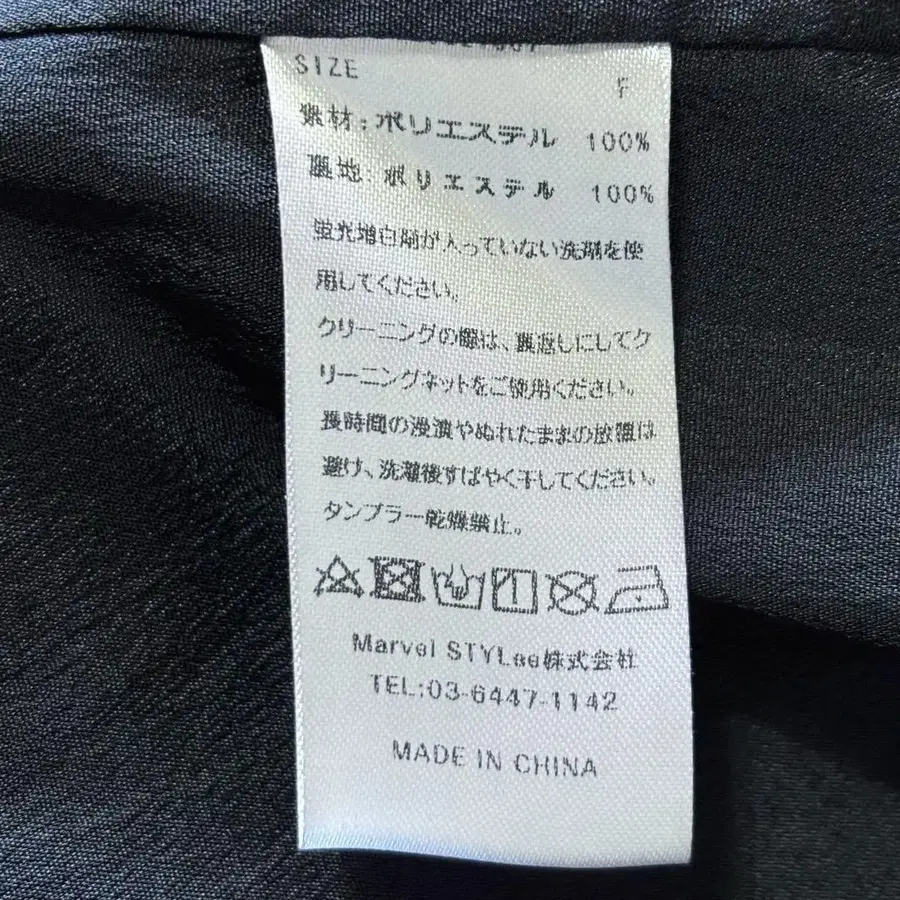 SIZE
F
素材:ポリエステル 100%
裏地:ポリエステル 100%
蛍光増白剤が入っていない洗剤を使
用してください。
クリーニングの際は、裏返しにしてク
リーニングネットをご使用ください。
長時間の浸漬やぬれたままの放置は
避け、洗濯後すばやく干してください。
タンブラー乾燥禁止。
Marvel STYLee株式会社
TEL:03-6447-1142
MADE IN CHINA